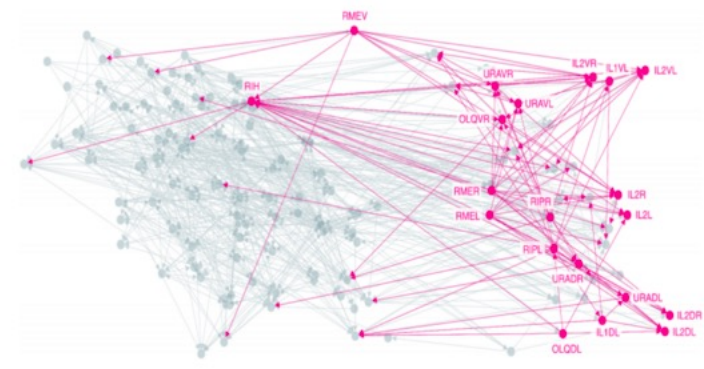 RMEV
IL2VR
IL1VL
IL2VL
URAVR
RIH
URAVL
OLQVR
RMER
IL2R
RIPR
RMEL
IL2L
RIPL
URADR
URADL
IL2DR
IL1DL
IL2DL
OLQDL